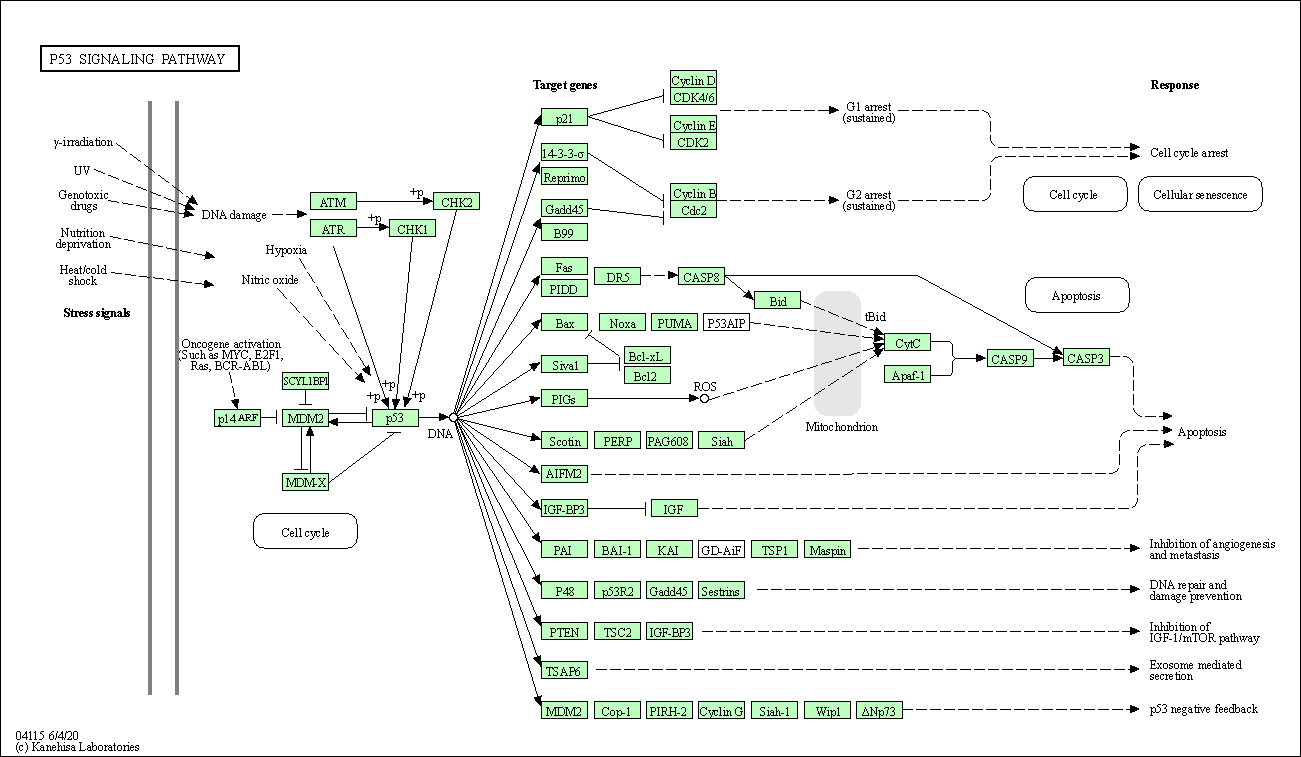 P53 SIGNALING PATHWAY
Target genes
Response
γ-irradiation
UV
Genotoxic
drugs
Nutrition
deprivation
Heat/cold
shock
Stress signals
DNA damage
ATM
+p
CHK2
ATR
+p
CHK1
Hypoxia
Nitric oxide
Oncogene activation
(Such as MYC, E2F1,
Ras, BCR-ABL)
SCYL1BP1
+p
+p
+p
p14ARF
MDM2
p53
DNA
MDM-X
Cell cycle
p21
Cyclin D
CDK4/6
Cyclin E
CDK2
G1 arrest
(sustained)
14-3-3-σ
Reprimo
Cyclin B
Cdc2
G2 arrest
(sustained)
Cell cycle arrest
Cell cycle
Cellular senescence
Gadd45
B99
Fas
PIDD
DR5
CASP8
Bid
tBid
Apoptosis
Bax
Noxa
PUMA
P53AIP
CytC
Siva1
Bcl-xL
Bcl2
Apaf-1
CASP9
CASP3
PIGs
ROS
Mitochondrion
Scotin
PERP
PAG608
Siah
Apoptosis
AIFM2
IGF-BP3
IGF
PAI
BAI-1
KAI
GD-AiF
TSP1
Maspin
Inhibition of angiogenesis
and metastasis
P48
p53R2
Gadd45
Sestrins
DNA repair and
damage prevention
PTEN
TSC2
IGF-BP3
Inhibition of
IGF-1/mTOR pathway
TSAP6
Exosome mediated
secretion
MDM2
Cop-1
PIRH-2
Cyclin G
Siah-1
Wip1
ΔNp73
p53 negative feedback
04115 6/4/20
(c) Kanehisa Laboratories